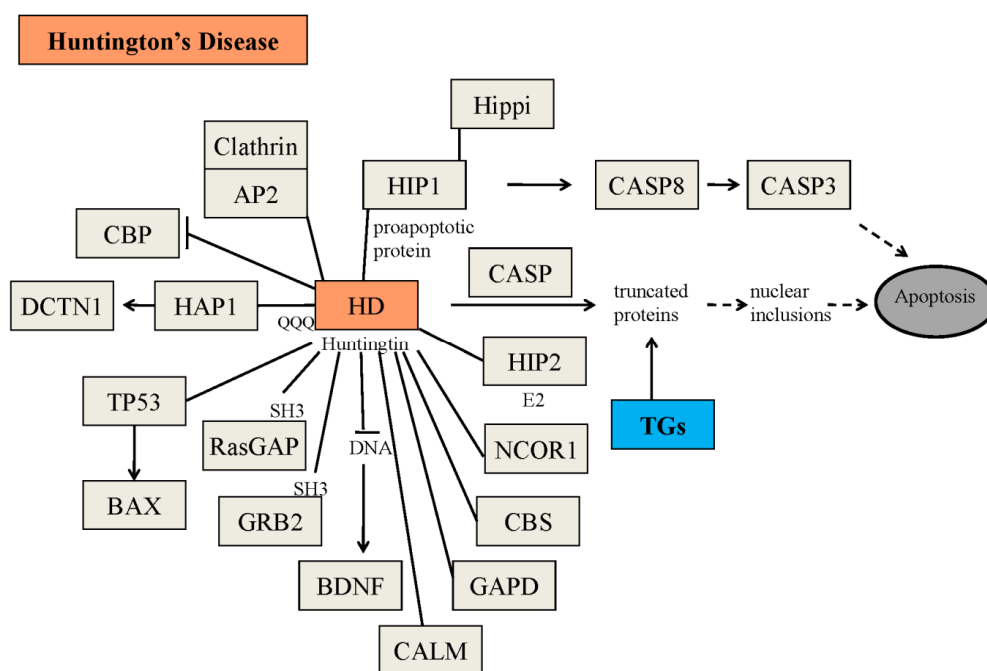 Huntington's Disease
Hippi
Clathrin
AP2
HIP1
CASP8
CASP3
CBP
proapoptotic
protein
CASP
DCTN1
HAP1
HD
QQQ
Huntingtin
truncated
proteins
nuclear
inclusions
Apoptosis
HIP2
E2
TP53
SH3
RasGAP
DNA
NCOR1
TGs
BAX
SH3
GRB2
CBS
BDNF
GAPD
CALM